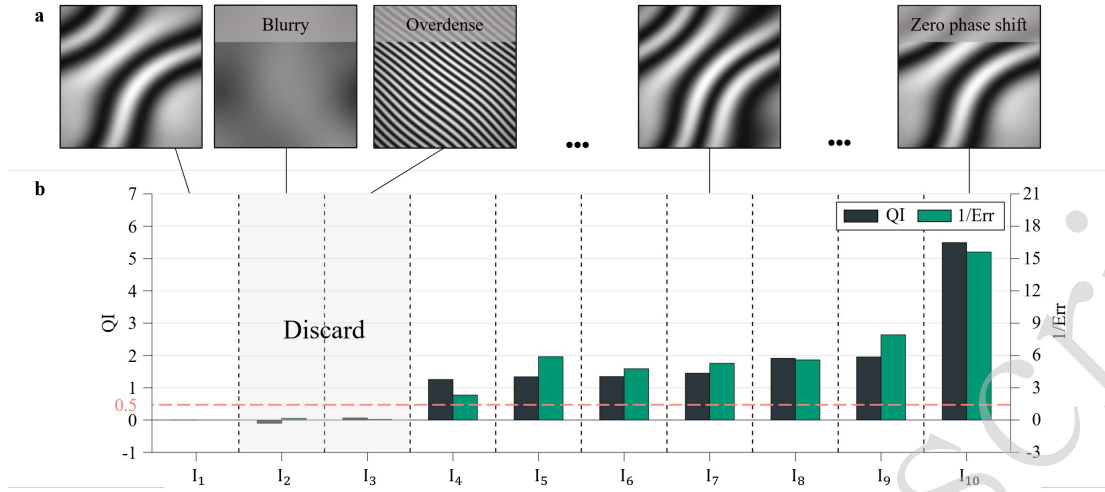 a
Blurry
Overdense
Zero phase shift
•••
•••
b
7
6
5
4
3
2
1
0.5
0
-1
QI
QI
1/Err
Discard
21
18
15
12
9
6
3
0
-3
1/Err
I₁
I₂
I₃
I₄
I₅
I₆
I₇
I₈
I₉
I₁₀
scri